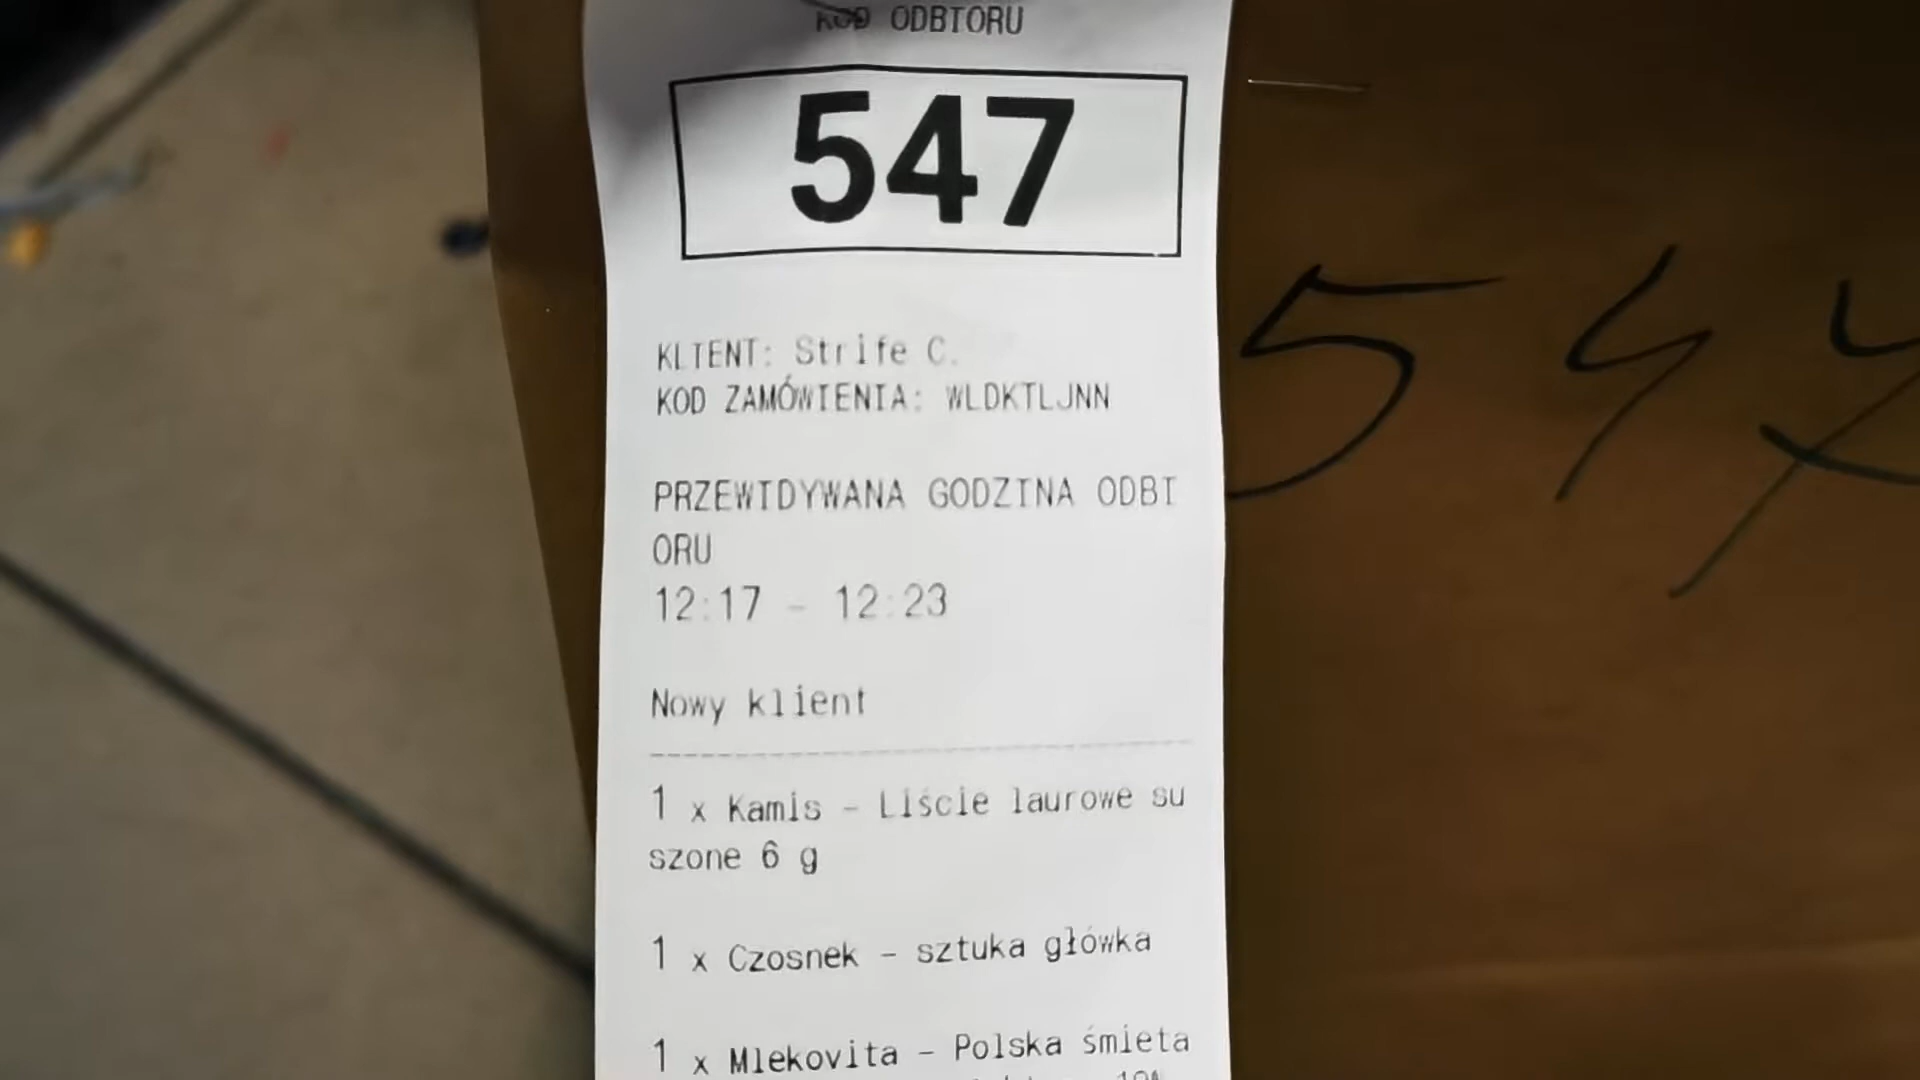 KOD ODBIORU
547
KLIENT: Strife C.
KOD ZAMÓWIENIA: WLDKTLJNN
547
PRZEWIDYWANA GODZINA ODBI
ORU
12:17 - 12:23
Nowy klient
1 x Kamis - Liście laurowe su
szone 6 g
1 x Czosnek - sztuka główka
1 x Mlekovita - Polska śmieta